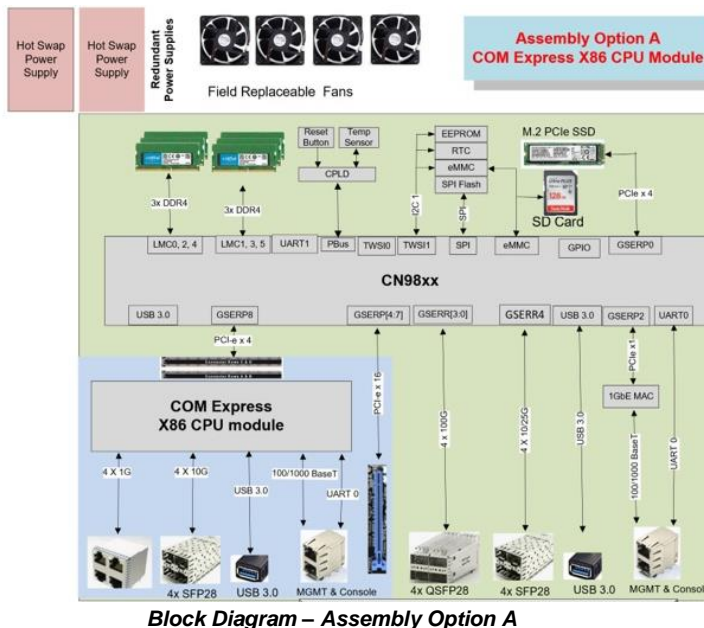 Hot Swap
Power
Supply
Hot Swap
Power
Supply
Redundant
Power Supplies
Field Replaceable Fans
Assembly Option A
COM Express X86 CPU Module
Reset
Button
Temp
Sensor
CPLD
EEPROM
RTC
eMMC
SPI Flash
M.2 PCIe SSD
SD Card
3x DDR4
3x DDR4
I2C 1
SPI
PCIe x 4
LMC0, 2, 4
LMC1, 3, 5
UART1
PBus
TWSI0
TWSI1
SPI
eMMC
GPIO
GSERP0
CN98xx
USB 3.0
GSERP8
GSERP[4:7]
GSERR[3:0]
GSERR4
USB 3.0
GSERP2
UART0
PCI-e x 4
COM Express
X86 CPU module
PCI-e x 16
4 x 100G
4 X 10/25G
USB 3.0
PCIe x1
1GbE MAC
100/1000 BaseT
UART 0
4 X 1G
4 X 10G
USB 3.0
100/1000 BaseT
UART 0
4x SFP28
USB 3.0
MGMT & Console
4x QSFP28
4x SFP28
USB 3.0
MGMT & Consol
Block Diagram – Assembly Option A